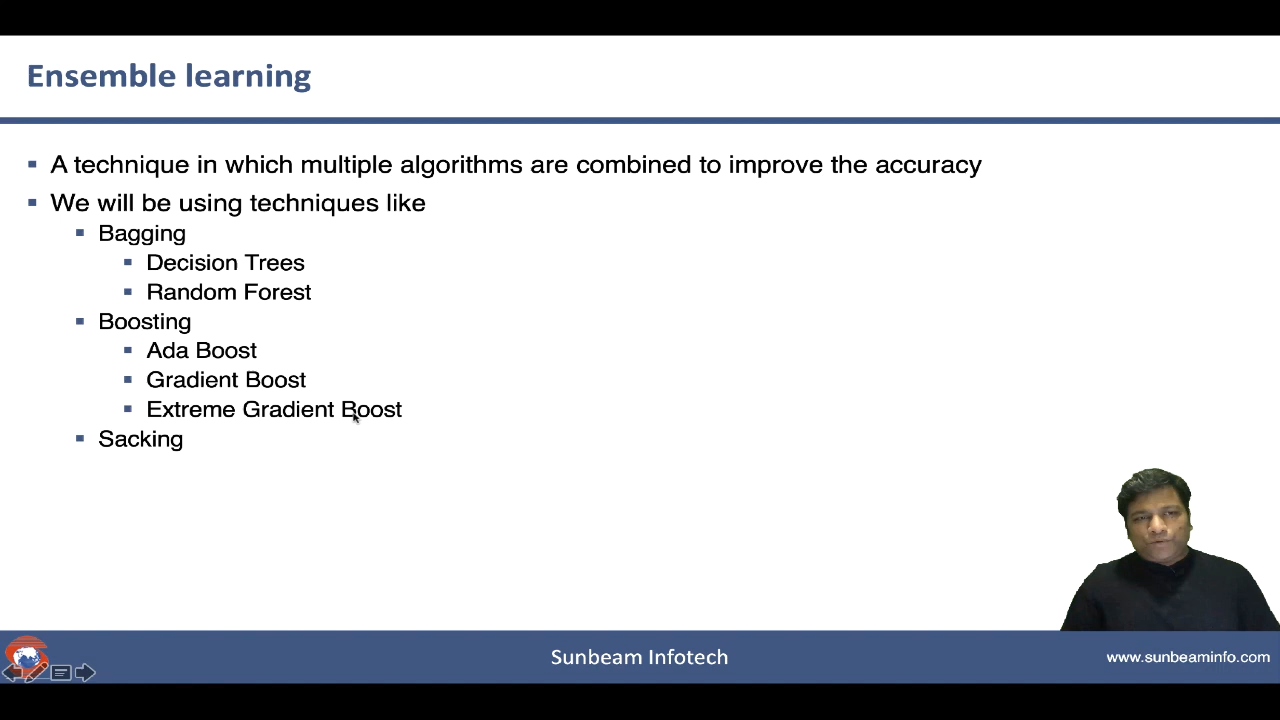 Ensemble learning
A technique in which multiple algorithms are combined to improve the accuracy
We will be using techniques like
Bagging
Decision Trees
Random Forest
Boosting
Ada Boost
Gradient Boost
Extreme Gradient Boost
Sacking
Sunbeam Infotech
www.sunbeaminfo.com